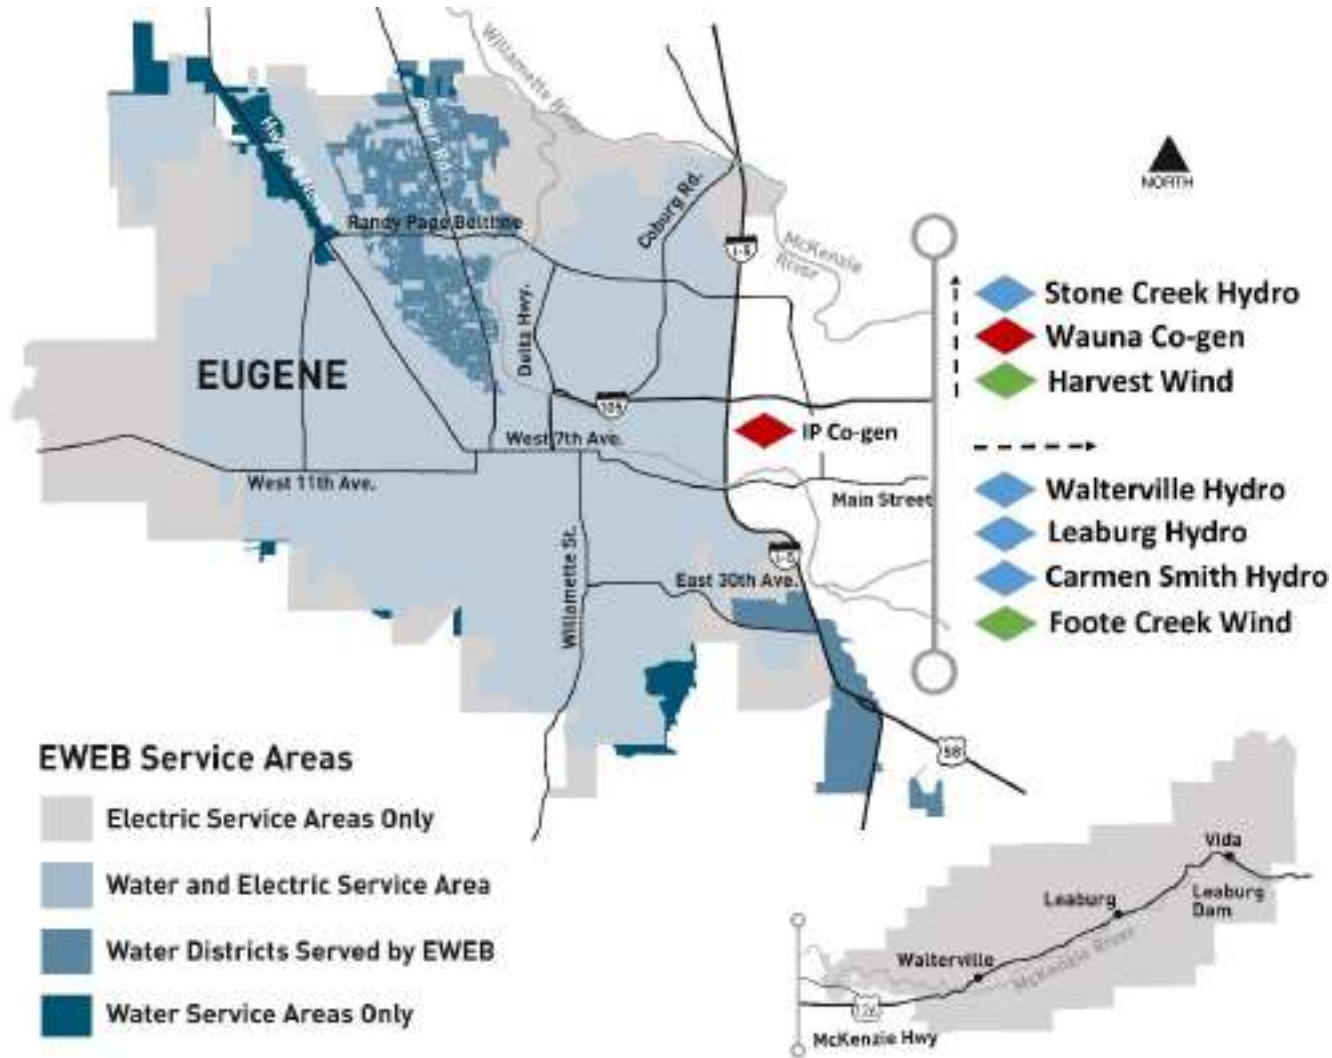 Willamette River
Hwy 99 N.
River Rd.
Randy Pape Beltline
Coburg Rd.
I-5
McKenzie
River
NORTH
Delta Hwy.
EUGENE
105
IP Co-gen
West 7th Ave.
West 11th Ave.
Main Street
Willamette St.
East 30th Ave.
I-5
58
Stone Creek Hydro
Wauna Co-gen
Harvest Wind
Walterville Hydro
Leaburg Hydro
Carmen Smith Hydro
Foote Creek Wind
EWEB Service Areas
Electric Service Areas Only
Water and Electric Service Area
Water Districts Served by EWEB
Water Service Areas Only
Vida
Leaburg
Dam
Leaburg
Walterville
McKenzie River
126
McKenzie Hwy